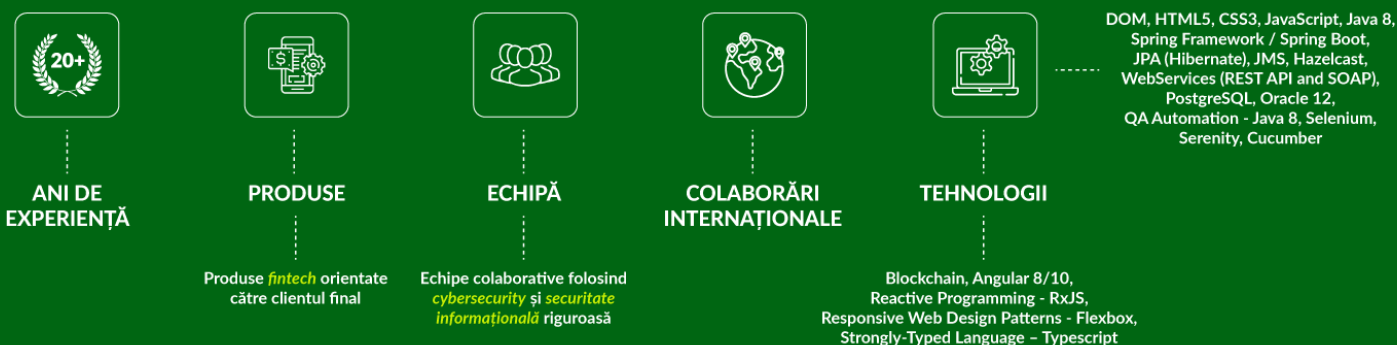 20+
ANI DE
EXPERIENȚĂ
$
PRODUSE
Produse fintech orientate
către clientul final
ECHIPĂ
Echipe colaborative folosind
cybersecurity și securitate
informațională riguroasă
COLABORĂRI
INTERNAȚIONALE
TEHNOLOGII
DOM, HTML5, CSS3, JavaScript, Java 8,
Spring Framework / Spring Boot,
JPA (Hibernate), JMS, Hazelcast,
WebServices (REST API and SOAP),
PostgreSQL, Oracle 12,
QA Automation - Java 8, Selenium,
Serenity, Cucumber
Blockchain, Angular 8/10,
Reactive Programming - RxJS,
Responsive Web Design Patterns - Flexbox,
Strongly-Typed Language – Typescript